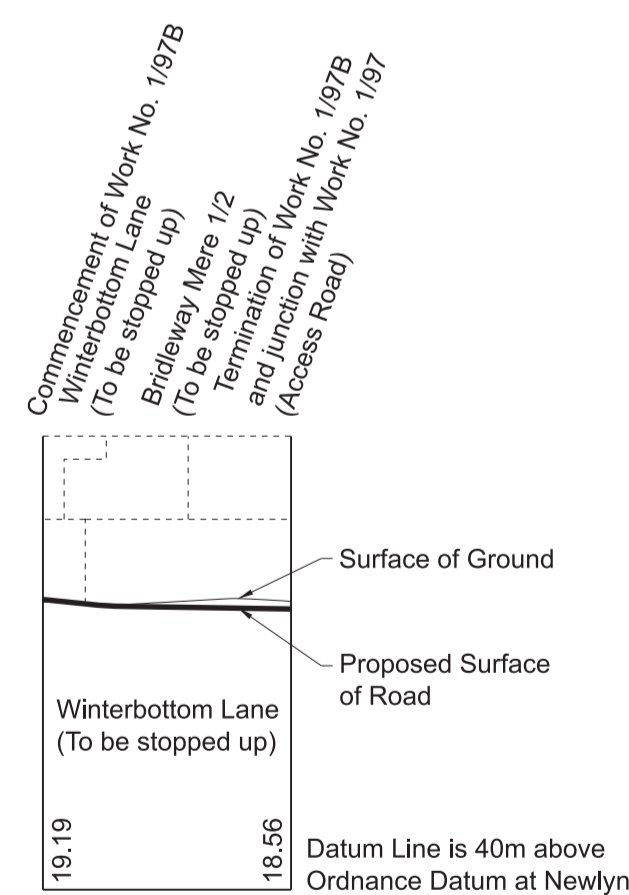 Commencement of Work No. 1/97B
Winterbottom Lane
(To be stopped up)
Bridleway Mere 1/2
(To be stopped up)
Termination of Work No. 1/97B
and junction with Work No. 1/97
(Access Road)
Surface of Ground
Proposed Surface
of Road
Winterbottom Lane
(To be stopped up)
19.19
18.56
Datum Line is 40m above
Ordnance Datum at Newlyn